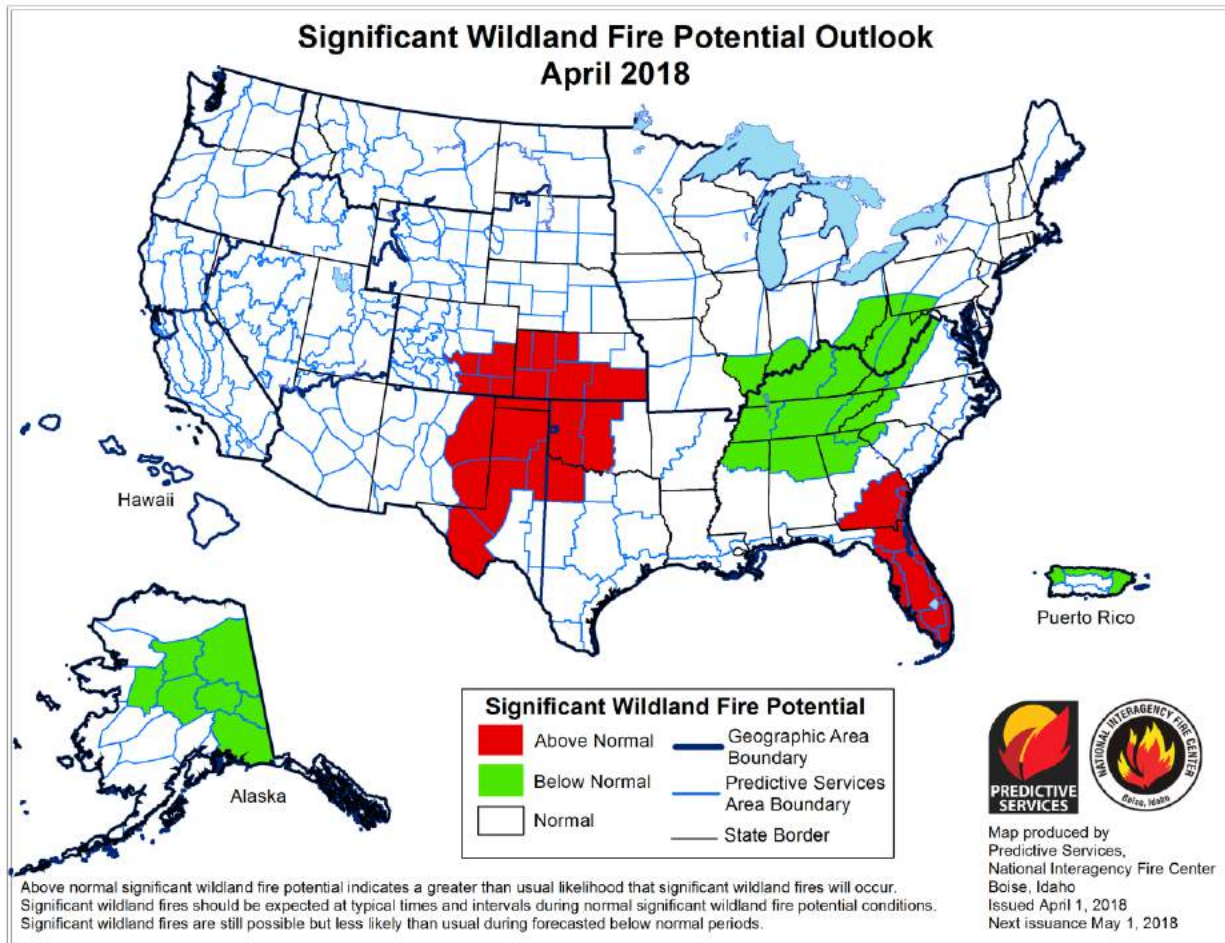 Significant Wildland Fire Potential Outlook
April 2018
Hawaii
Puerto Rico
Alaska
Significant Wildland Fire Potential
Above Normal
Below Normal
Normal
Geographic Area
Boundary
Predictive Services
Area Boundary
State Border
PREDICTIVE
SERVICES
NATIONAL INTERAGENCY FIRE CENTER
Boise, Idaho
Map produced by
Predictive Services,
National Interagency Fire Center
Boise, Idaho
Issued April 1, 2018
Next issuance May 1, 2018
Above normal significant wildland fire potential indicates a greater than usual likelihood that significant wildland fires will occur.
Significant wildland fires should be expected at typical times and intervals during normal significant wildland fire potential conditions.
Significant wildland fires are still possible but less likely than usual during forecasted below normal periods.